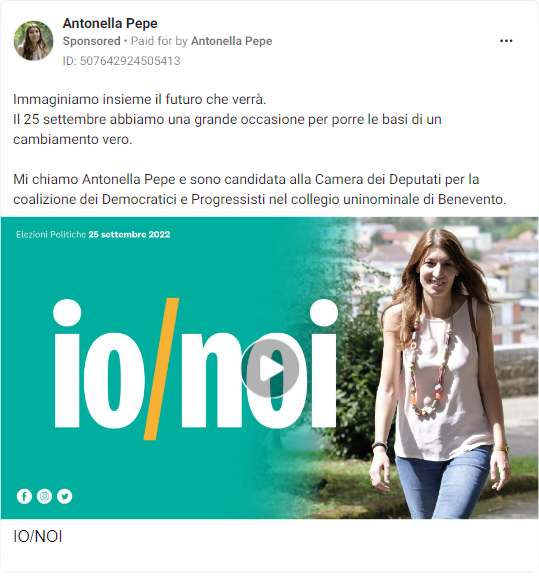 Antonella Pepe
Sponsored • Paid for by Antonella Pepe
ID: 507642924505413
Immaginiamo insieme il futuro che verrà.
Il 25 settembre abbiamo una grande occasione per porre le basi di un
cambiamento vero.
Mi chiamo Antonella Pepe e sono candidata alla Camera dei Deputati per la
coalizione dei Democratici e Progressisti nel collegio uninominale di Benevento.
Elezioni Politiche 25 settembre 2022
io/noi
IO/NOI